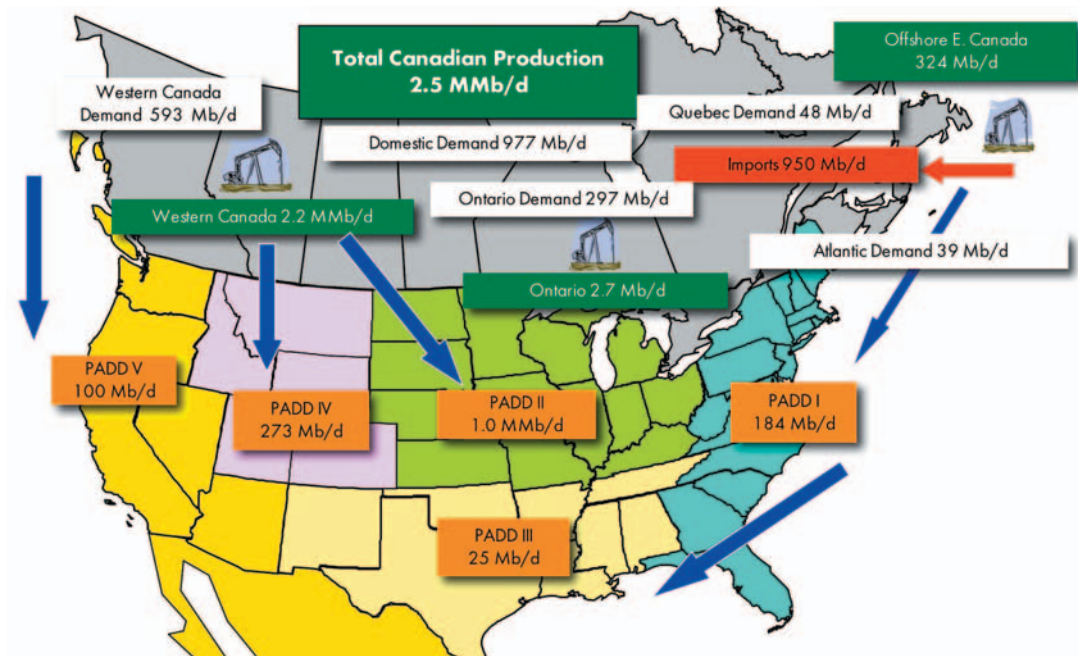 Total Canadian Production
2.5 MMb/d
Offshore E. Canada
324 Mb/d
Western Canada
Demand 593 Mb/d
Quebec Demand 48 Mb/d
Domestic Demand 977 Mb/d
Imports 950 Mb/d
Ontario Demand 297 Mb/d
Western Canada 2.2 MMb/d
Atlantic Demand 39 Mb/d
Ontario 2.7 Mb/d
PADD V
100 Mb/d
PADD IV
273 Mb/d
PADD II
1.0 MMb/d
PADD I
184 Mb/d
PADD III
25 Mb/d